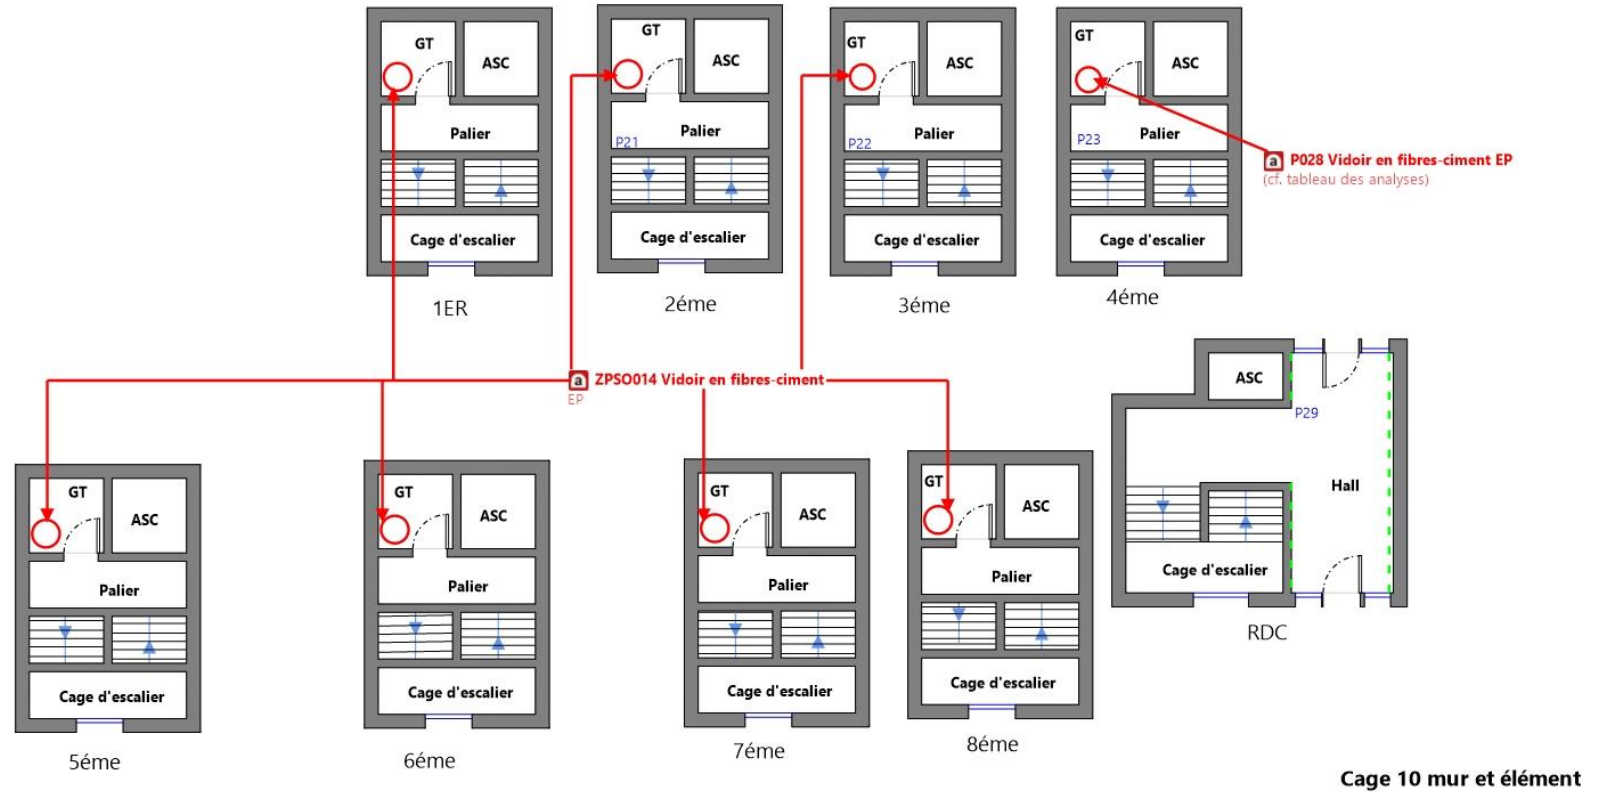 GT
ASC
Palier
Cage d'escalier
1ER
GT
ASC
Palier
P21
Cage d'escalier
2éme
GT
ASC
Palier
P22
Cage d'escalier
3éme
GT
ASC
Palier
P23
Cage d'escalier
4éme
a P028 Vidoir en fibres-ciment EP
(cf. tableau des analyses)
a ZPSO014 Vidoir en fibres-ciment
EP
GT
ASC
Palier
Cage d'escalier
5éme
GT
ASC
Palier
Cage d'escalier
6éme
GT
ASC
Palier
Cage d'escalier
7éme
GT
ASC
Palier
Cage d'escalier
8éme
ASC
P29
Hall
Cage d'escalier
RDC
Cage 10 mur et élément